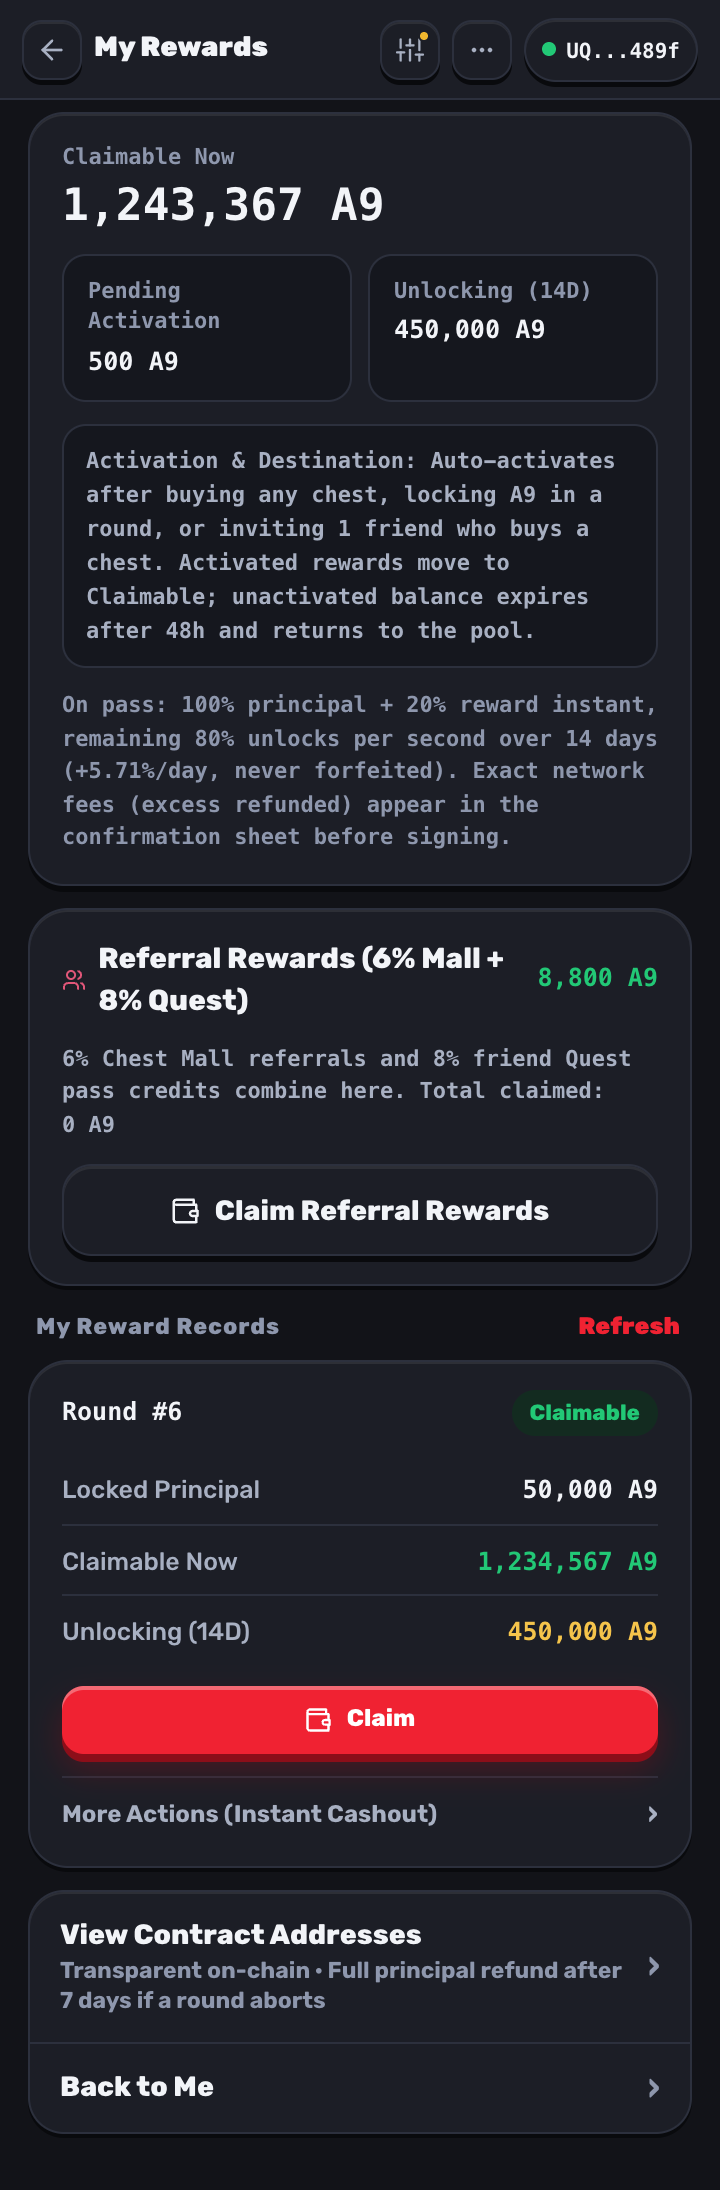 My Rewards
UQ...489f
Claimable Now
1,243,367 A9
Pending
Activation
500 A9
Unlocking (14D)
450,000 A9
Activation & Destination: Auto–activates
after buying any chest, locking A9 in a
round, or inviting 1 friend who buys a
chest. Activated rewards move to
Claimable; unactivated balance expires
after 48h and returns to the pool.
On pass: 100% principal + 20% reward instant,
remaining 80% unlocks per second over 14 days
(+5.71%/day, never forfeited). Exact network
fees (excess refunded) appear in the
confirmation sheet before signing.
Referral Rewards (6% Mall +
8% Quest)
8,800 A9
6% Chest Mall referrals and 8% friend Quest
pass credits combine here. Total claimed:
0 A9
Claim Referral Rewards
My Reward Records
Refresh
Round #6
Claimable
Locked Principal
50,000 A9
Claimable Now
1,234,567 A9
Unlocking (14D)
450,000 A9
Claim
More Actions (Instant Cashout)
View Contract Addresses
Transparent on-chain • Full principal refund after
7 days if a round aborts
Back to Me